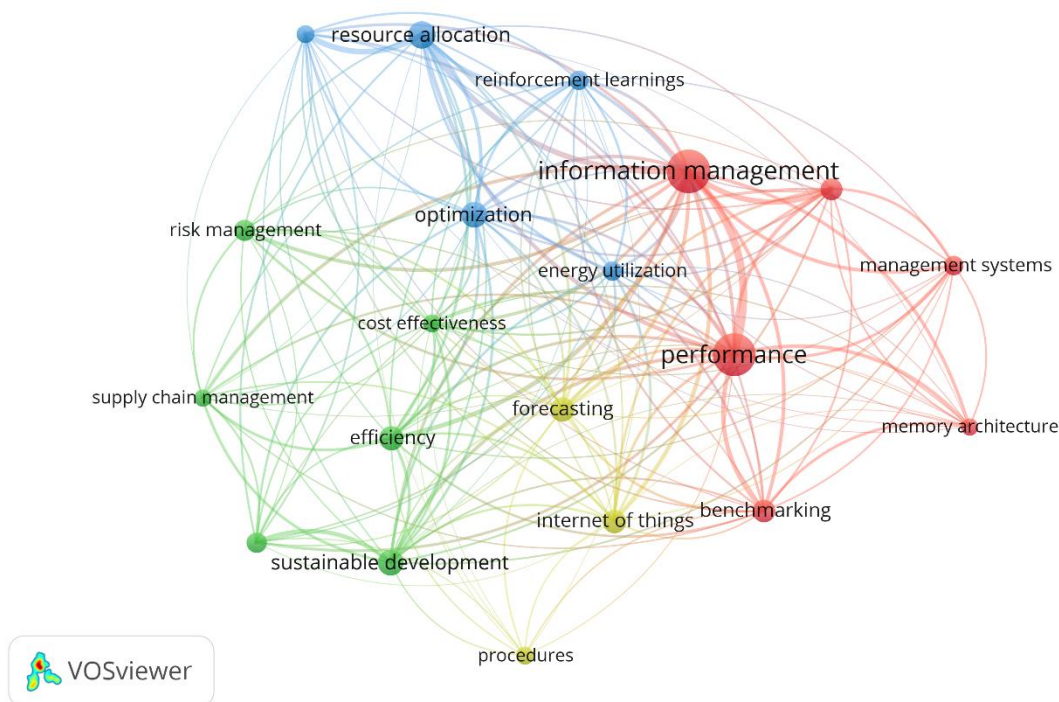 resource allocation
reinforcement learnings
information management
optimization
risk management
energy utilization
management systems
cost effectiveness
performance
supply chain management
forecasting
memory architecture
efficiency
benchmarking
internet of things
sustainable development
procedures
VOSviewer